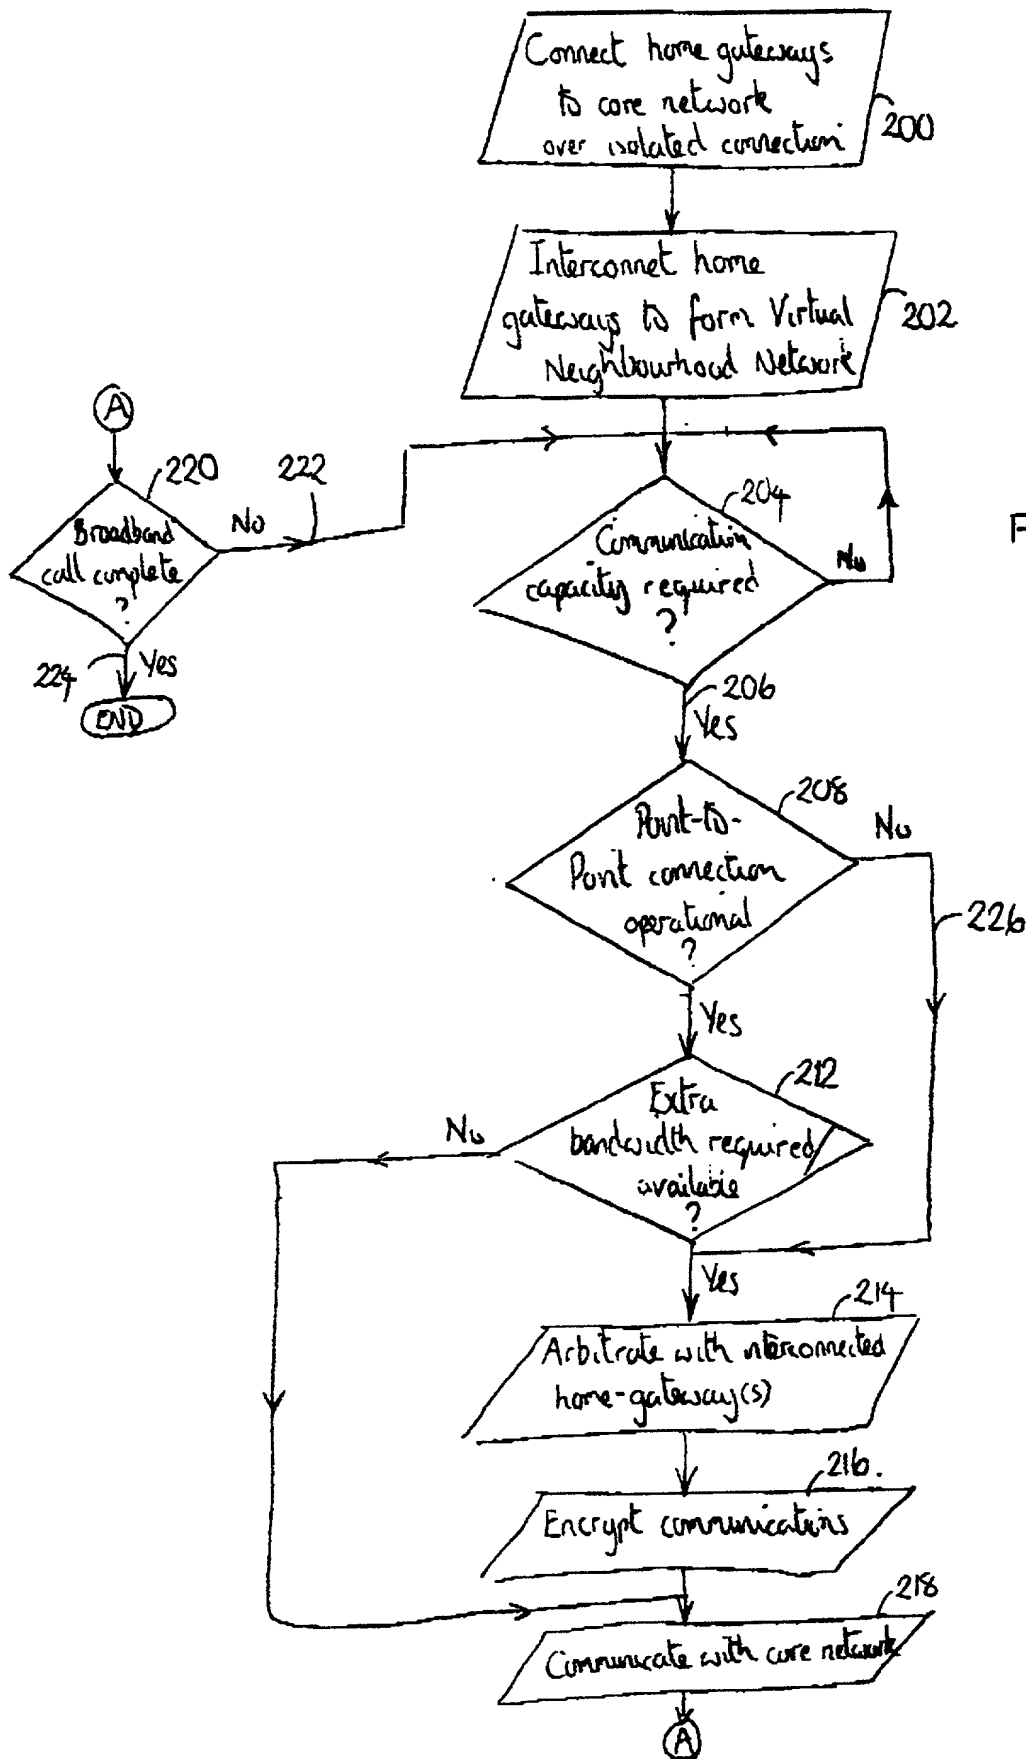 Connect home gateways
to core network
over isolated connection
200
Interconnet home
gateways to form Virtual
Neighbourhood Network
202
A
220
Broadband
call complete
?
No
222
224
Yes
END
204
Communication
capacity required
?
No
F
206
Yes
208
Point-to-
Point connection
operational
?
No
226
Yes
212
Extra
bandwidth required/
available
?
No
Yes
214
Arbitrate with interconnected
home-gateway(s)
216.
Encrypt communications
218
Communicate with core network
A